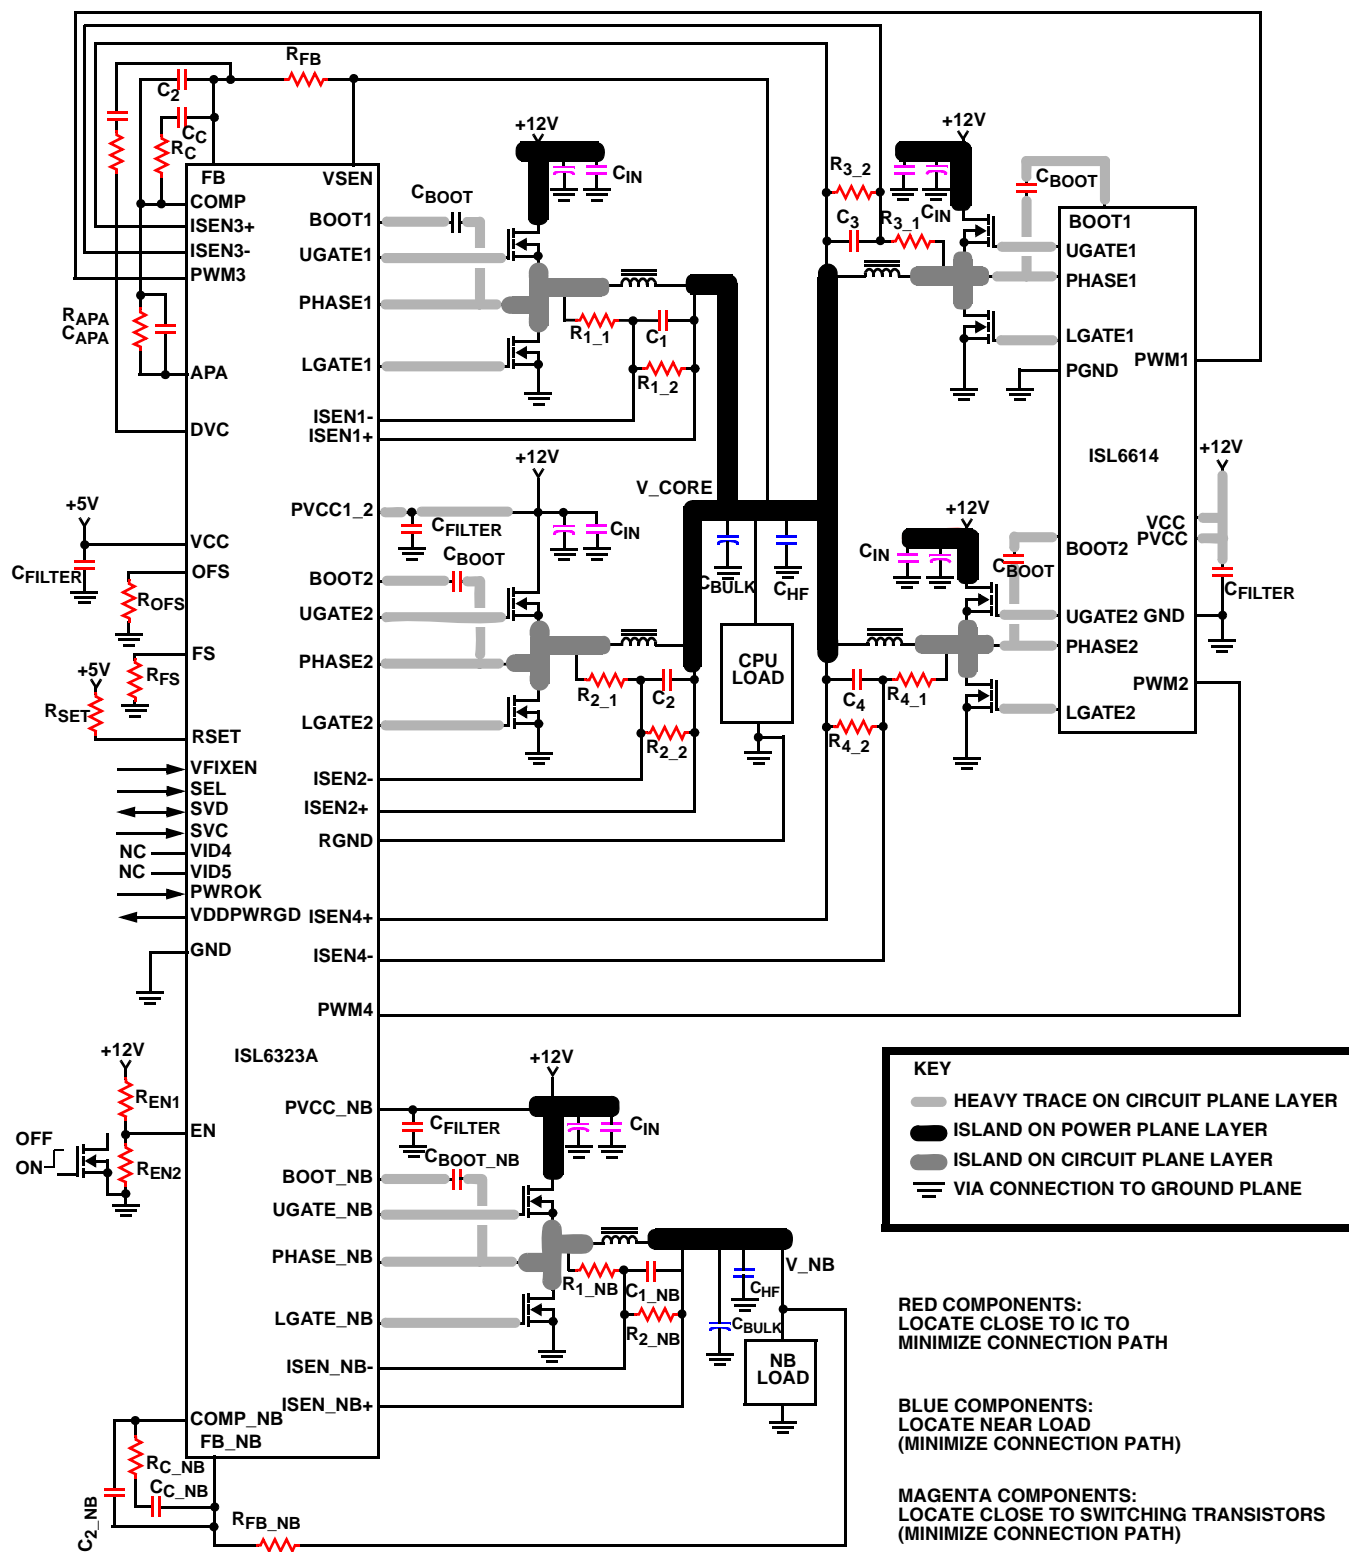 RFB
C2
CC
RC
FB
VSEN
COMP
ISEN3+
ISEN3-
PWM3
RAPA
CAPA
APA
DVC
+5V
VCC
CFILTER
OFS
ROFS
FS
RFS
+5V
RSET
RSET
VFIXEN
SEL
SVD
SVC
NC VID4
NC VID5
PWROK
VDDPWRGD
GND
+12V
REN1
EN
OFF
ON
REN2
ISL6323A
COMP_NB
FB_NB
RC_NB
CC_NB
C2_NB
RFB_NB
BOOT1
UGATE1
PHASE1
LGATE1
ISEN1-
ISEN1+
PVCC1_2
BOOT2
UGATE2
PHASE2
LGATE2
ISEN2-
ISEN2+
RGND
ISEN4+
ISEN4-
PWM4
PVCC_NB
BOOT_NB
UGATE_NB
PHASE_NB
LGATE_NB
ISEN_NB-
ISEN_NB+
+12V
CIN
CBOOT
R1_1
C1
R1_2
+12V
CFILTER
CIN
CBOOT
R2_1
C2
R2_2
V_CORE
CBULK
CHF
CPU
LOAD
+12V
CFILTER
CIN
CBOOT_NB
R1_NB
C1_NB
R2_NB
CHF
CBULK
V_NB
NB
LOAD
+12V
CIN
CBOOT
R3_2
C3
R3_1
BOOT1
UGATE1
PHASE1
LGATE1
PWM1
PGND
ISL6614
+12V
VCC
PVCC
CFILTER
+12V
CIN
CBOOT
BOOT2
UGATE2
GND
PHASE2
PWM2
LGATE2
C4
R4_1
R4_2
KEY
HEAVY TRACE ON CIRCUIT PLANE LAYER
ISLAND ON POWER PLANE LAYER
ISLAND ON CIRCUIT PLANE LAYER
VIA CONNECTION TO GROUND PLANE
RED COMPONENTS:
LOCATE CLOSE TO IC TO
MINIMIZE CONNECTION PATH
BLUE COMPONENTS:
LOCATE NEAR LOAD
(MINIMIZE CONNECTION PATH)
MAGENTA COMPONENTS:
LOCATE CLOSE TO SWITCHING TRANSISTORS
(MINIMIZE CONNECTION PATH)